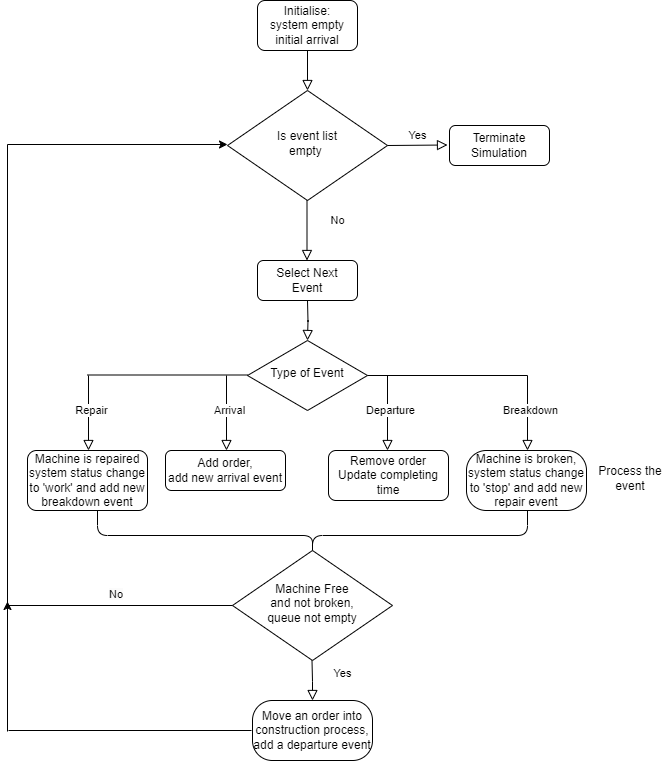 Initialise:
system empty
initial arrival
Is event list
empty
Yes
Terminate
Simulation
No
Select Next
Event
Type of Event
Repair
Arrival
Departure
Breakdown
Machine is repaired
system status change
to 'work' and add new
breakdown event
Add order,
add new arrival event
Remove order
Update completing
time
Machine is broken,
system status change
to 'stop' and add new
repair event
Process the
event
Machine Free
and not broken,
queue not empty
No
Yes
Move an order into
construction process,
add a departure event